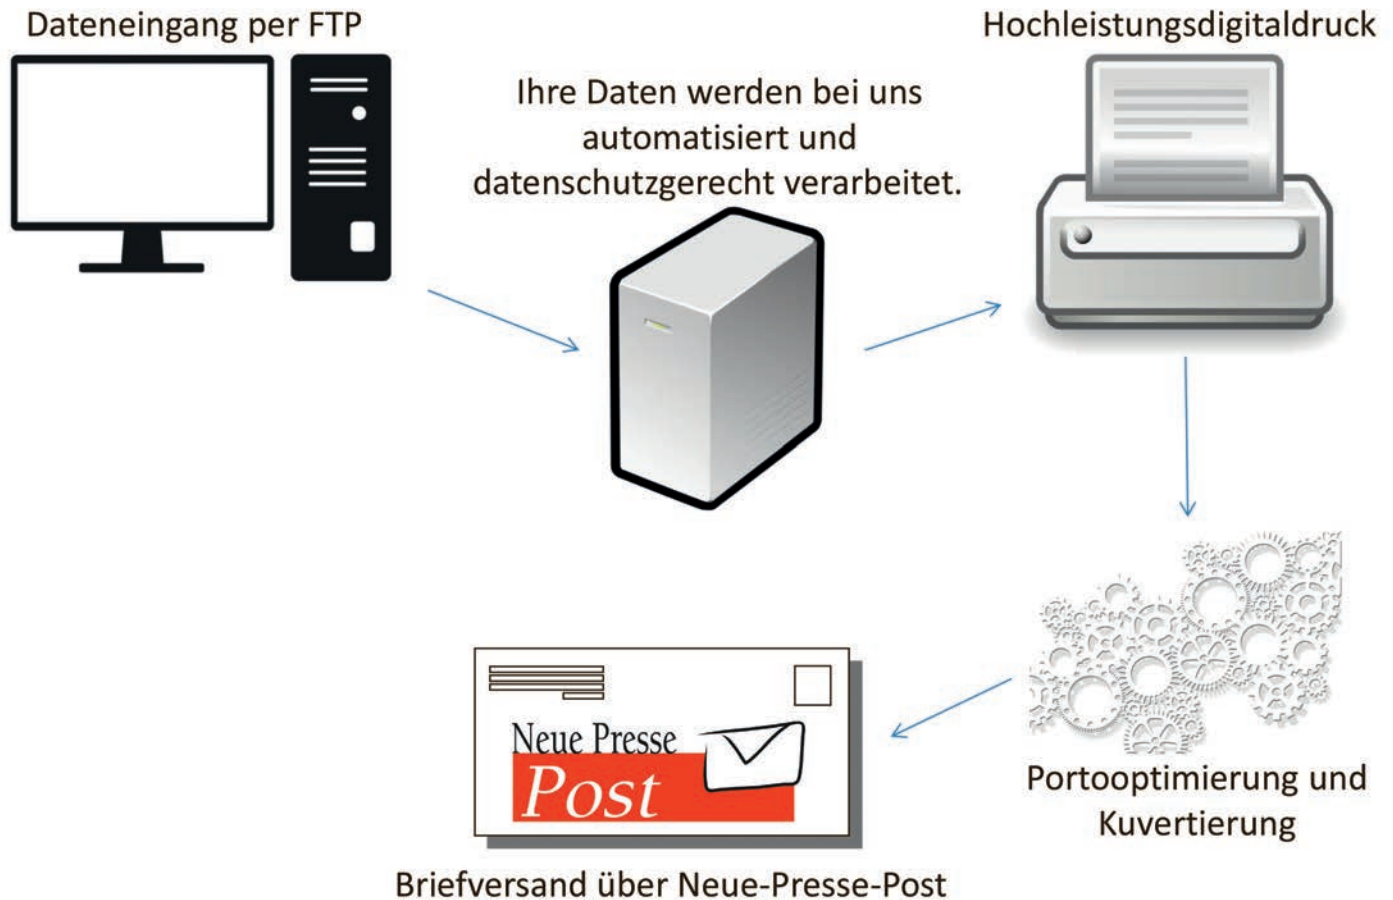 Dateneingang per FTP
Ihre Daten werden bei uns
automatisiert und
datenschutzgerecht verarbeitet.
Hochleistungsdigitaldruck
Portooptimierung und
Kuvertierung
Neue Presse
Post
Briefversand über Neue-Presse-Post